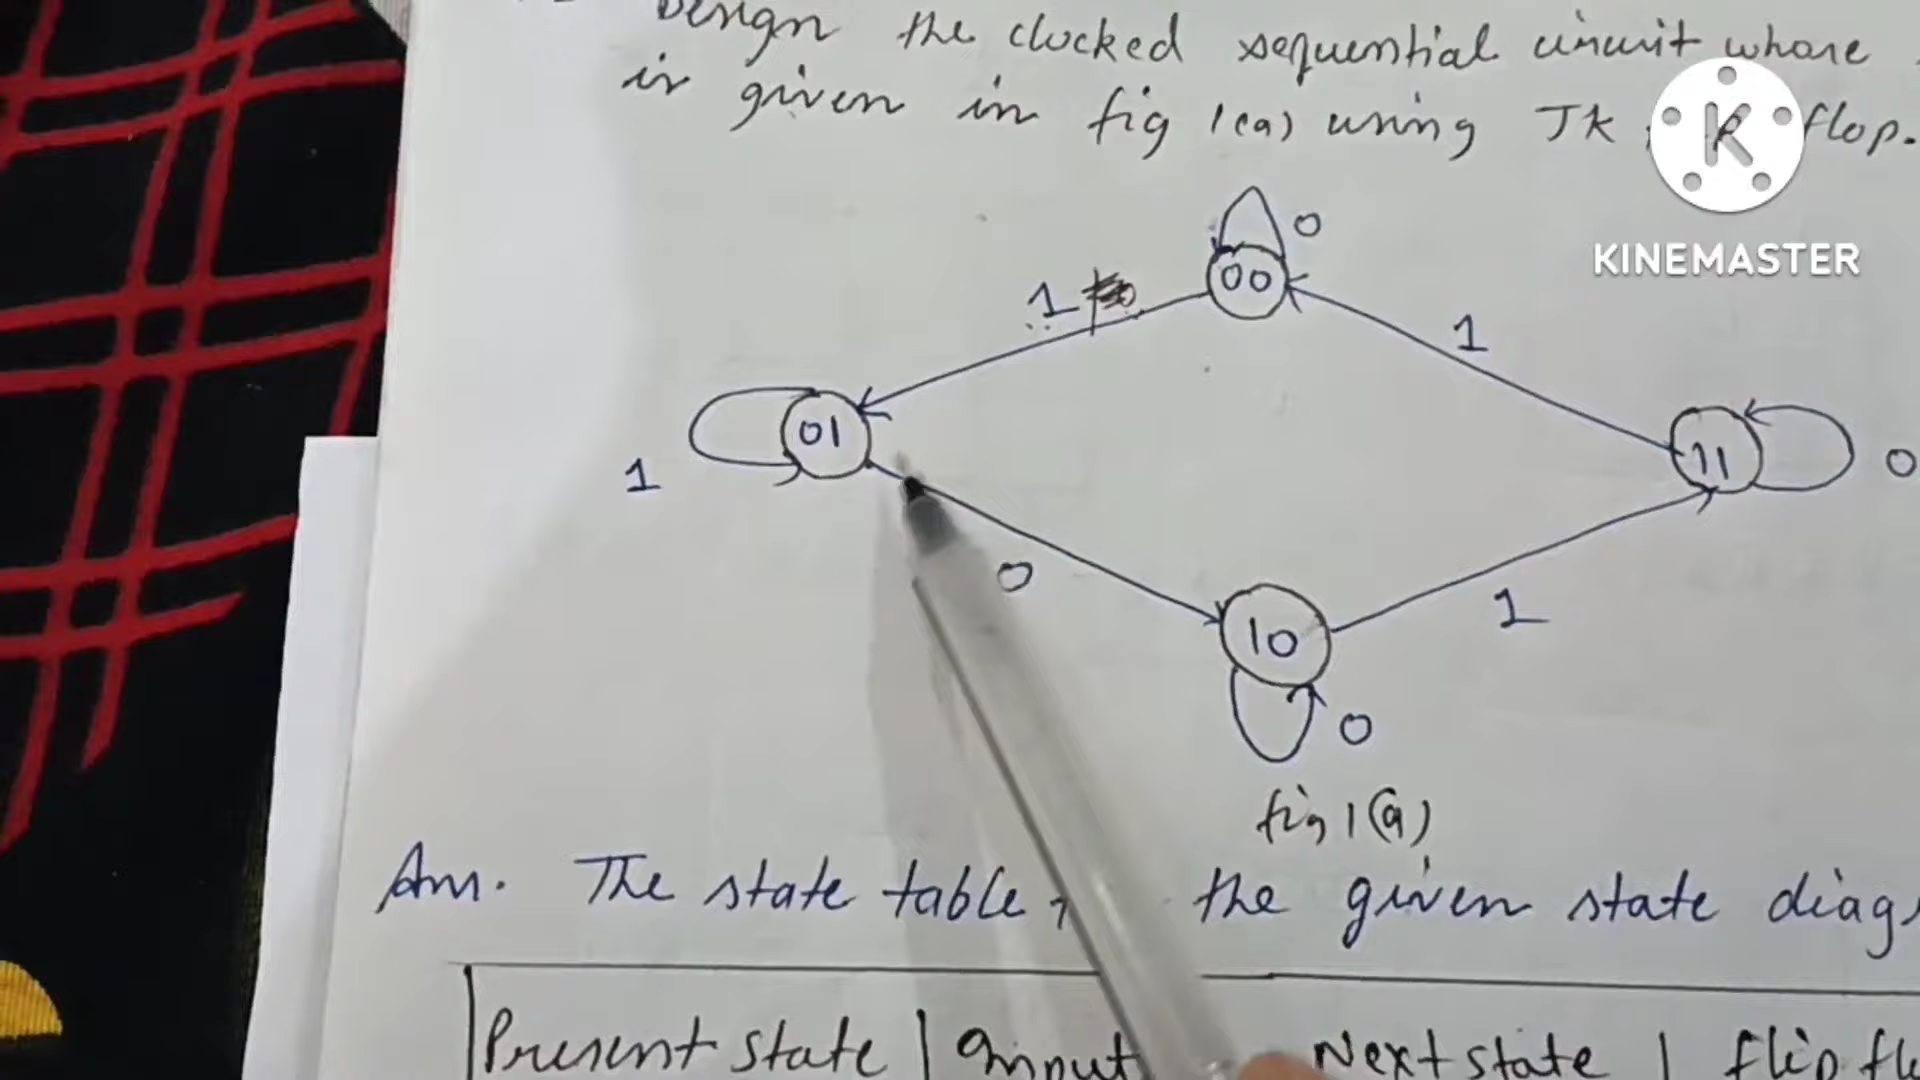 Design the clocked sequential circuit whose
is given in fig 1(a) using JK flop.
K
KINEMASTER
0
00
1
1
01
1
11
0
0
10
1
0
fig 1(a)
Ans. The state table the given state
Present state | Input Next state | flip